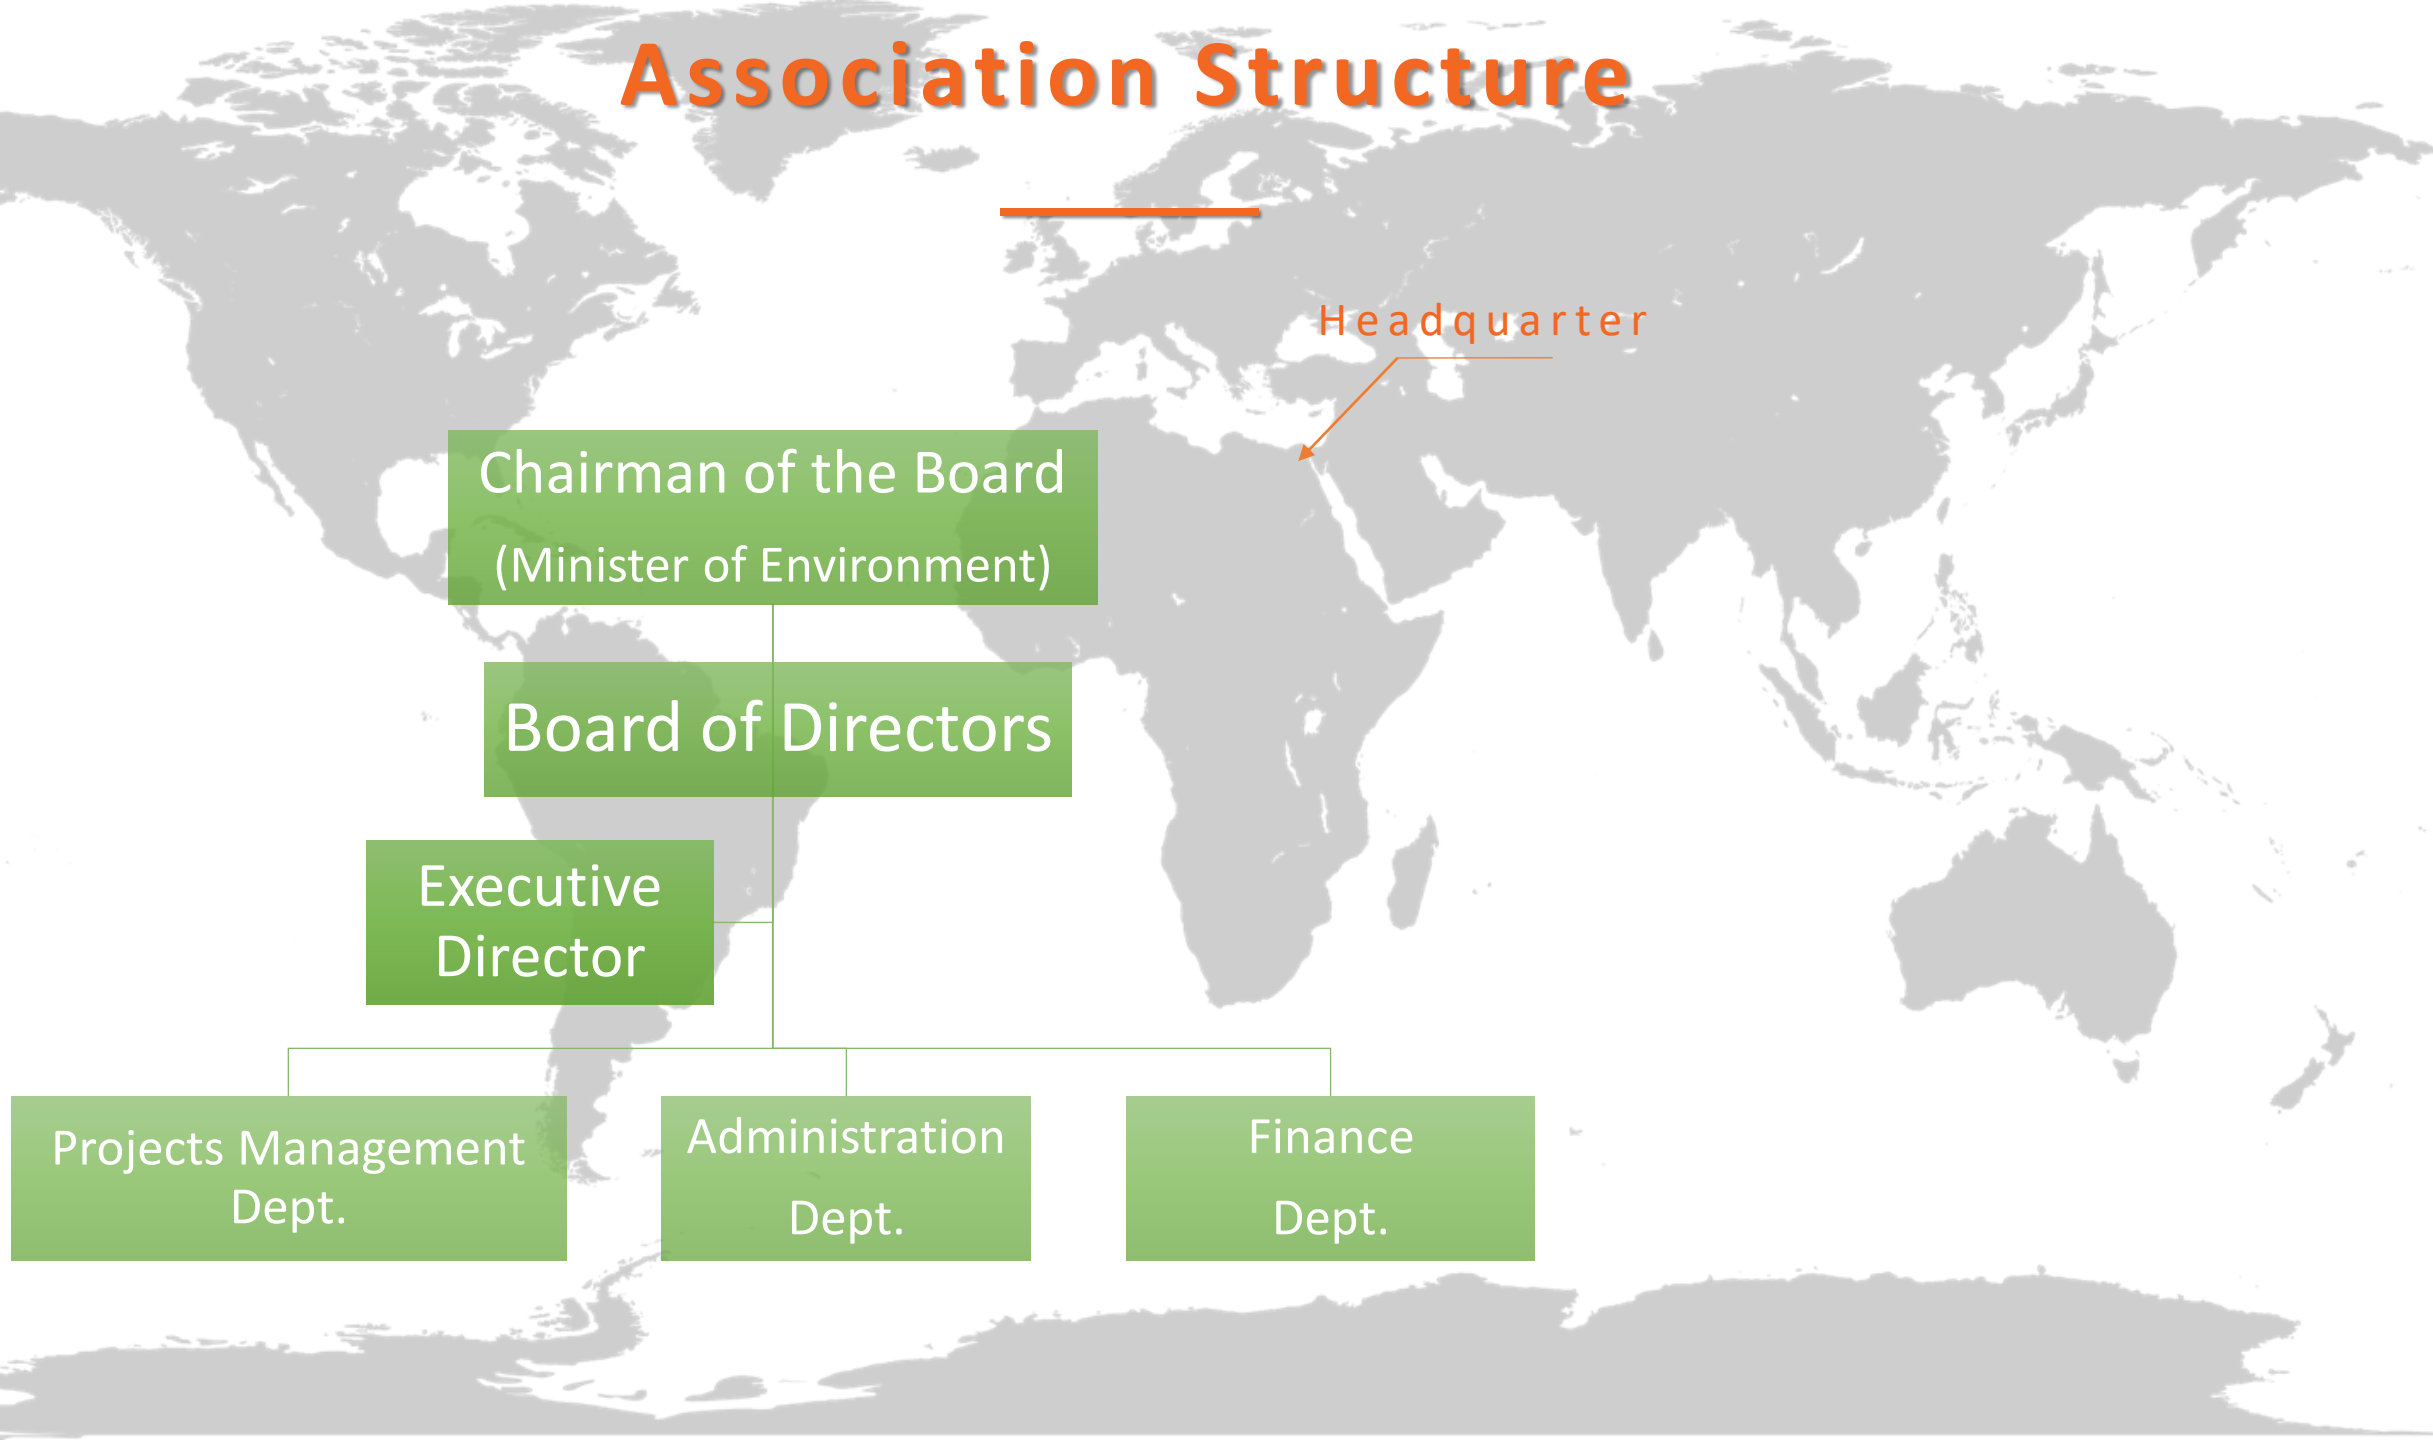 Association Structure
Headquarter
Chairman of the Board
(Minister of Environment)
Board of Directors
Executive
Director
Projects Management
Dept.
Administration
Dept.
Finance
Dept.